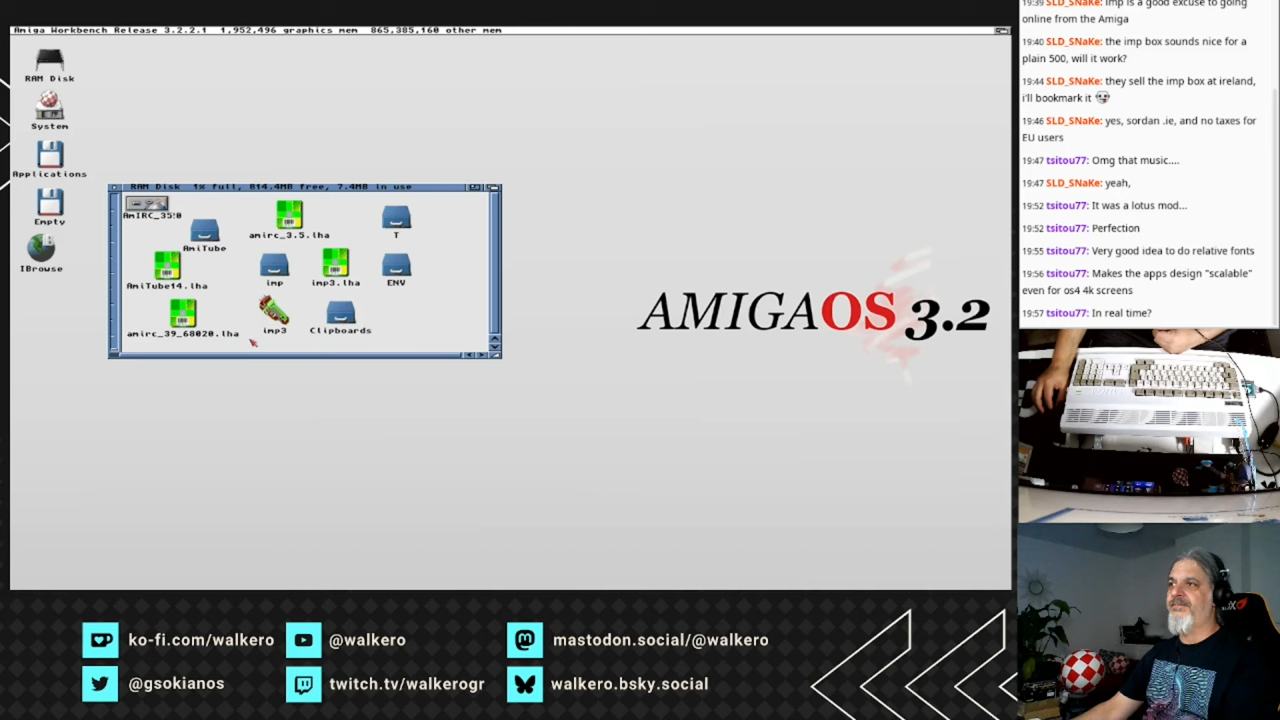 Amiga Workbench Release 3.2.2.1  1,952,496 graphics mem  865,385,160 other mem
RAM Disk
System
Applications
Empty
IBrowse
RAM Disk  1% full, 814.4MB free, 7.4MB in use
AmiTube
amirc_3.5.lha
T
AmiTube14.lha
imp
imp3.lha
ENV
amirc_39_68020.lha
imp3
Clipboards
AMIGAOS 3.2
19:39 SLD_SNaKe: imp is a good excuse to going
online from the Amiga
19:40 SLD_SNaKe: the imp box sounds nice for a
plain 500, will it work?
19:44 SLD_SNaKe: they sell the imp box at ireland,
i'll bookmark it
19:46 SLD_SNaKe: yes, sordan .ie, and no taxes for
EU users
19:47 tsitou77: Omg that music....
19:47 SLD_SNaKe: yeah,
19:52 tsitou77: It was a lotus mod...
19:52 tsitou77: Perfection
19:55 tsitou77: Very good idea to do relative fonts
19:56 tsitou77: Makes the apps design "scalable"
even for os4 4k screens
19:57 tsitou77: In real time?
ko-fi.com/walkero
@walkero
mastodon.social/@walkero
@gsokianos
twitch.tv/walkerogr
walkero.bsky.social